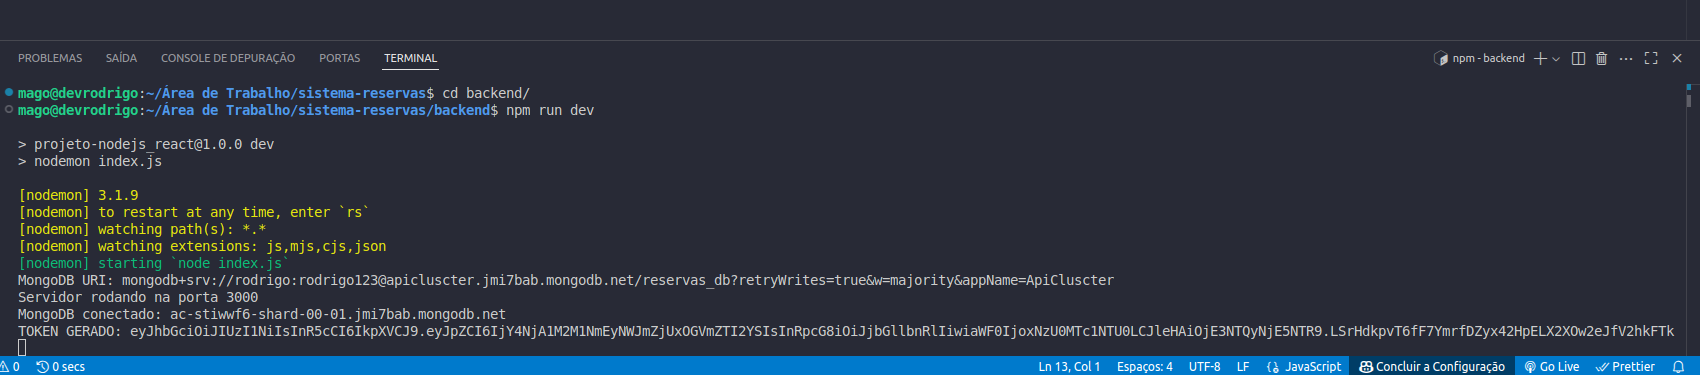 PROBLEMAS SAÍDA CONSOLE DE DEPURAÇÃO PORTAS TERMINAL npm - backend
mago@devrodrigo:~/Área de Trabalho/sistema-reservas$ cd backend/
mago@devrodrigo:~/Área de Trabalho/sistema-reservas/backend$ npm run dev
> projeto-nodejs_react@1.0.0 dev
> nodemon index.js
[nodemon] 3.1.9
[nodemon] to restart at any time, enter `rs`
[nodemon] watching path(s): *.*
[nodemon] watching extensions: js,mjs,cjs,json
[nodemon] starting `node index.js`
MongoDB URI: mongodb+srv://rodrigo:rodrigo123@apicluscter.jmi7bab.mongodb.net/reservas_db?retryWrites=true&w=majority&appName=ApiCluscter
Servidor rodando na porta 3000
MongoDB conectado: ac-stiwwf6-shard-00-01.jmi7bab.mongodb.net
TOKEN GERADO: eyJhbGciOiJIUzI1NiIsInR5cCI6IkpXVCJ9.eyJpZCI6IjY4NjA1M2M1NmEyNWJmZjUxOGVmZTI2YSIsInRpcG8iOiJjbGllbnRlIiwiaWF0IjoxNzU0MTc1NTU0LCJleHAiOjE3NTQyNjE5NTR9.LSrHdkpvT6fF7YmrfDZyx42HpELX2XOw2eJfV2hkFTk
0 0 secs Ln 13, Col 1 Espaços: 4 UTF-8 LF JavaScript Concluir a Configuração Go Live Prettier